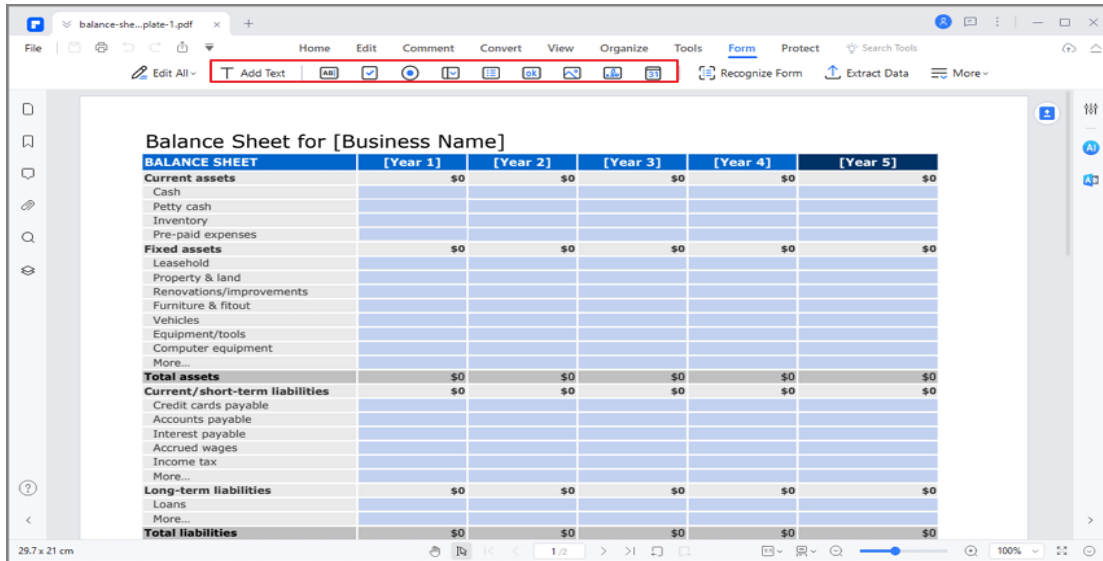 balance-she...plate-1.pdf
File Home Edit Comment Convert View Organize Tools Form Protect Search Tools
Edit All Add Text AB ok 31 Recognize Form Extract Data More
Balance Sheet for [Business Name]
BALANCE SHEET [Year 1] [Year 2] [Year 3] [Year 4] [Year 5]
Current assets $0 $0 $0 $0 $0
Cash
Petty cash
Inventory
Pre-paid expenses
Fixed assets $0 $0 $0 $0 $0
Leasehold
Property & land
Renovations/improvements
Furniture & fitout
Vehicles
Equipment/tools
Computer equipment
More...
Total assets $0 $0 $0 $0 $0
Current/short-term liabilities $0 $0 $0 $0 $0
Credit cards payable
Accounts payable
Interest payable
Accrued wages
Income tax
More...
Long-term liabilities $0 $0 $0 $0 $0
Loans
More...
Total liabilities $0 $0 $0 $0 $0
AI
29.7 x 21 cm 1 /2 100%